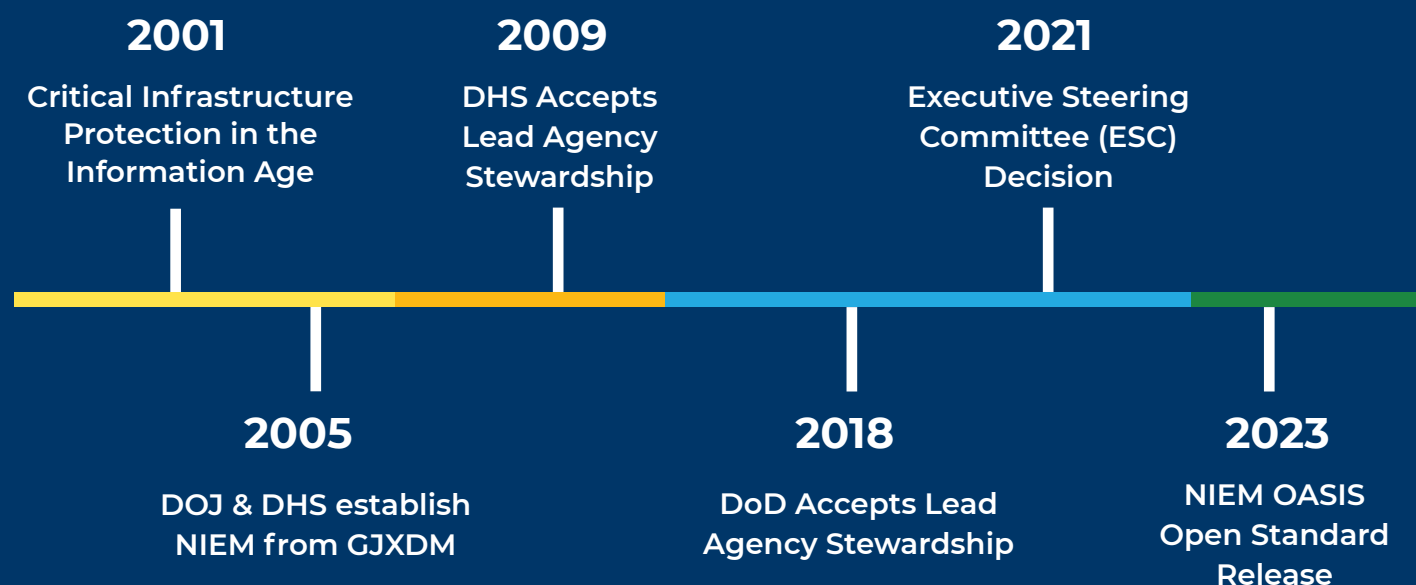 2001
Critical Infrastructure
Protection in the
Information Age
2009
DHS Accepts
Lead Agency
Stewardship
2021
Executive Steering
Committee (ESC)
Decision
2005
DOJ & DHS establish
NIEM from GJXDM
2018
DoD Accepts Lead
Agency Stewardship
2023
NIEM OASIS
Open Standard
Release